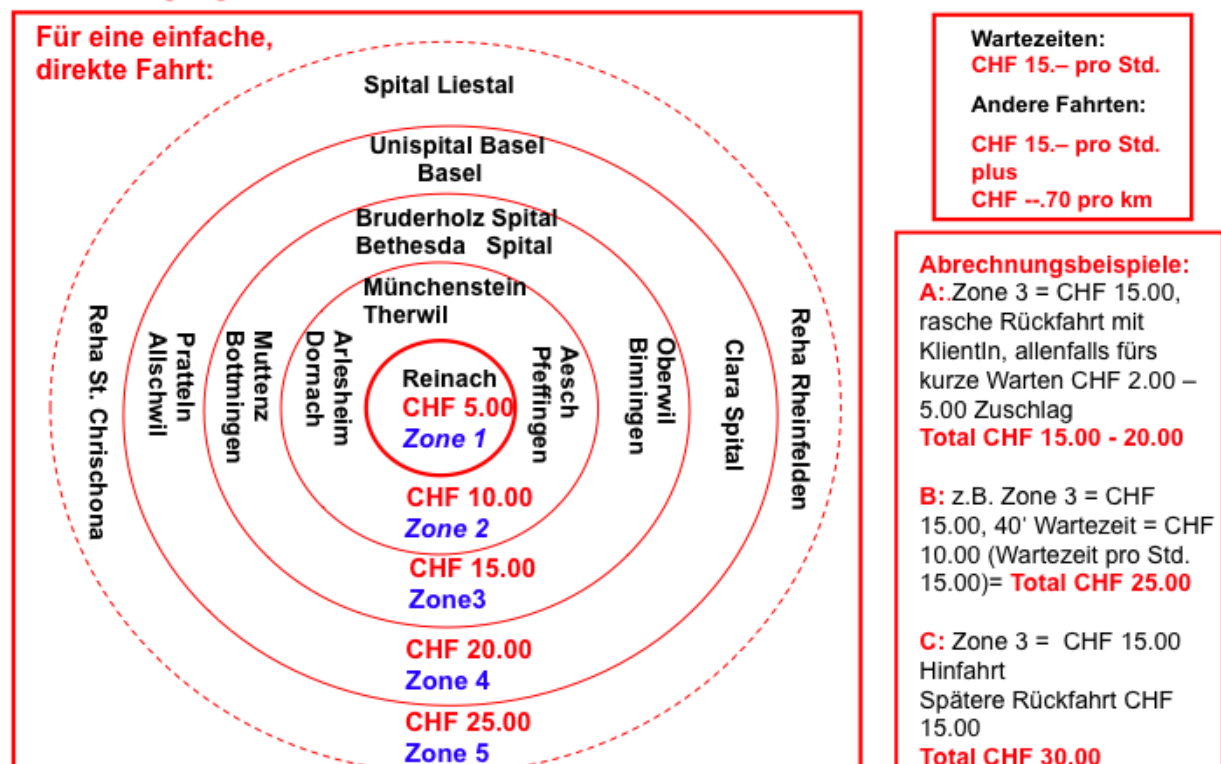 Für eine einfache,
direkte Fahrt:
Spital Liestal
Unispital Basel
Basel
Bruderholz Spital
Bethesda Spital
Münchenstein
Therwil
Reha St. Chrischona
Pratteln
Allschwil
Muttenz
Bottmingen
Arlesheim
Dornach
Reinach
CHF 5.00
Zone 1
Aesch
Pfeffingen
Oberwil
Binningen
Clara Spital
Reha Rheinfelden
CHF 10.00
Zone 2
CHF 15.00
Zone3
CHF 20.00
Zone 4
CHF 25.00
Zone 5
Wartezeiten:
CHF 15.– pro Std.
Andere Fahrten:
CHF 15.– pro Std.
plus
CHF --.70 pro km
Abrechnungsbeispiele:
A:.Zone 3 = CHF 15.00,
rasche Rückfahrt mit
KlientIn, allenfalls fürs
kurze Warten CHF 2.00 –
5.00 Zuschlag
Total CHF 15.00 - 20.00
B: z.B. Zone 3 = CHF
15.00, 40' Wartezeit = CHF
10.00 (Wartezeit pro Std.
15.00)= Total CHF 25.00
C: Zone 3 = CHF 15.00
Hinfahrt
Spätere Rückfahrt CHF
15.00
Total CHF 30.00